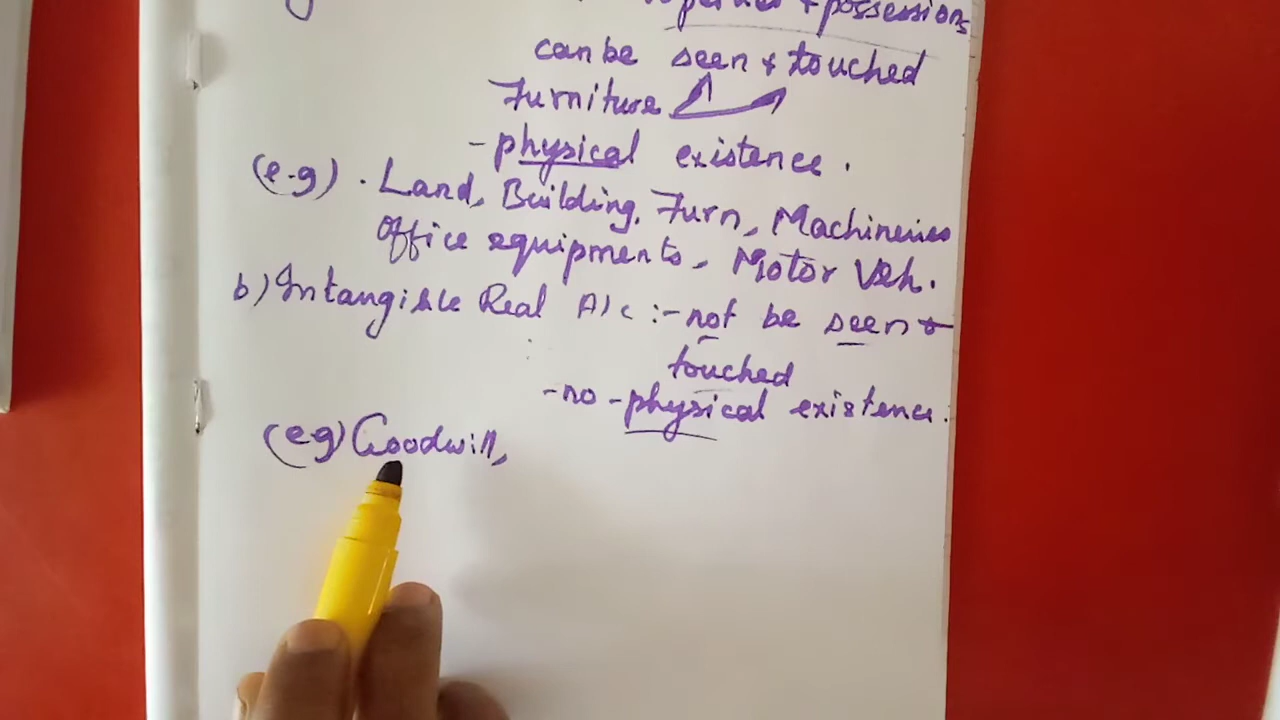 + possessions
can be seen + touched
Furniture
- physical existence.
(e.g) . Land, Building, Furn, Machineries
Office equipments, Motor Veh.
b) Intangible Real A/c :- not be seen +
touched
- no - physical existence.
(eg) Goodwill,